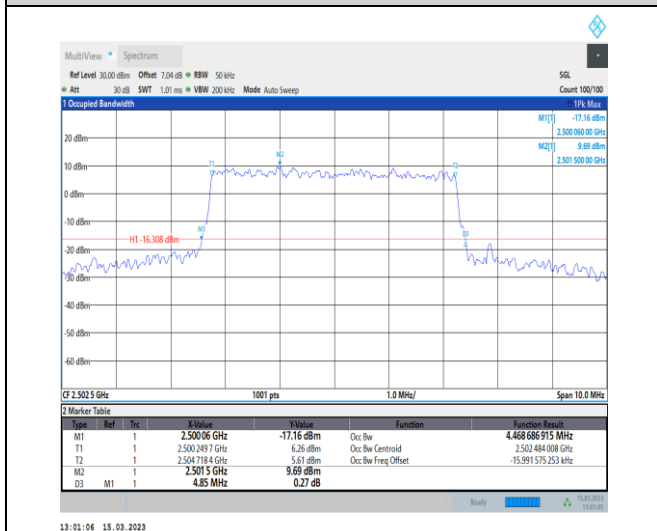 MultiView Spectrum
Ref Level 30.00 dBm Offset 7.04 dB RBW 50 kHz SGL
Att 30 dB SWT 1.01 ms VBW 200 kHz Mode Auto Sweep Count 100/100
1 Occupied Bandwidth 1Pk Max
M1[1] -17.16 dBm
2.500 060 00 GHz
M2[1] 9.69 dBm
2.501 500 00 GHz
20 dBm
M2
T1
T2
10 dBm
0 dBm
-10 dBm
M1
D3
H1 -16.308 dBm
-20 dBm
-30 dBm
-40 dBm
-50 dBm
-60 dBm
CF 2.502 5 GHz 1001 pts 1.0 MHz/ Span 10.0 MHz
2 Marker Table
Type Ref Trc X-Value Y-Value Function Function Result
M1 1 2.500 06 GHz -17.16 dBm Occ Bw 4.468 686 915 MHz
T1 1 2.500 249 7 GHz 6.26 dBm Occ Bw Centroid 2.502 484 008 GHz
T2 1 2.504 718 4 GHz 5.61 dBm Occ Bw Freq Offset -15.991 575 253 kHz
M2 1 2.501 5 GHz 9.69 dBm
D3 M1 1 4.85 MHz 0.27 dB
Ready 15.03.2023
13:01:05
13:01:06 15.03.2023